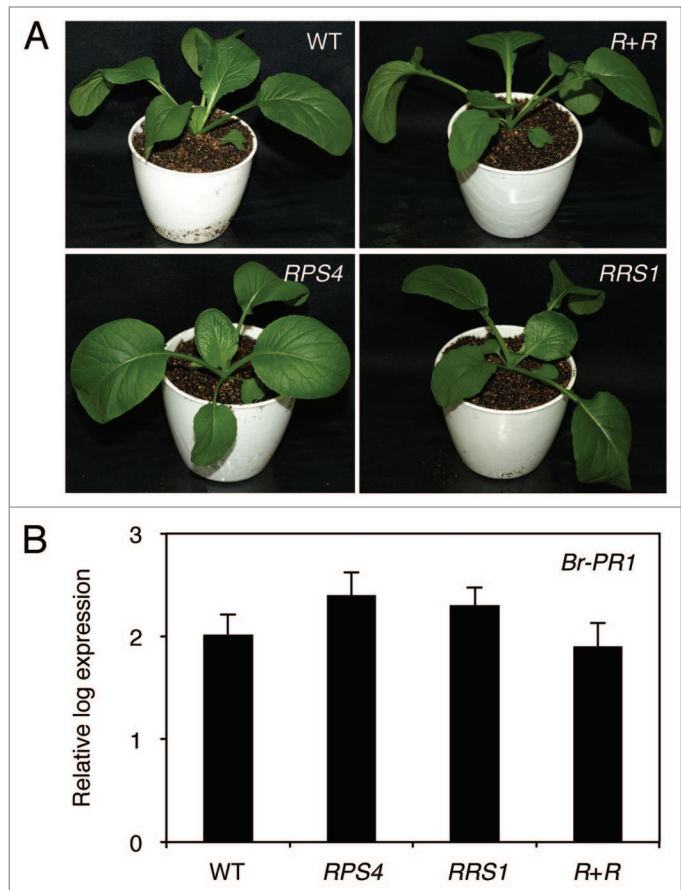 A
WT
R+R
RPS4
RRS1
B
3
Br-PR1
2
1
0
Relative log expression
WT RPS4 RRS1 R+R